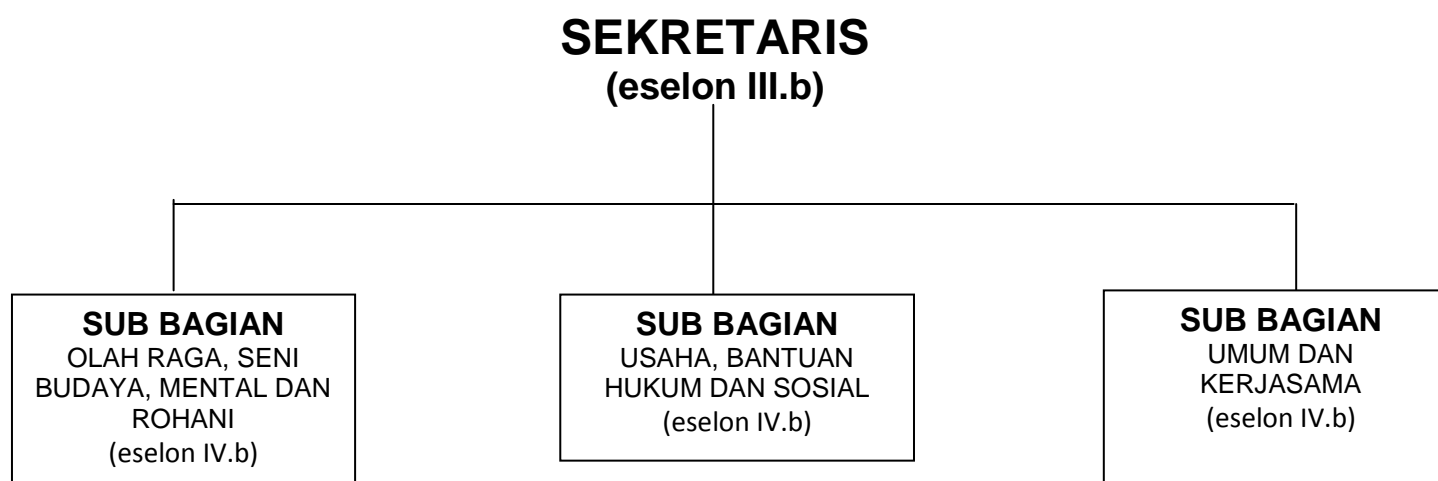 SEKRETARIS
(eselon III.b)
SUB BAGIAN
OLAH RAGA, SENI
BUDAYA, MENTAL DAN
ROHANI
(eselon IV.b)
SUB BAGIAN
USAHA, BANTUAN
HUKUM DAN SOSIAL
(eselon IV.b)
SUB BAGIAN
UMUM DAN
KERJASAMA
(eselon IV.b)